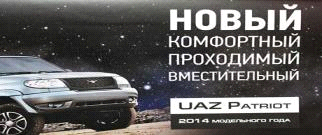 НОВЫЙ
КОМФОРТНЫЙ
ПРОХОДИМЫЙ
ВМЕСТИТЕЛЬНЫЙ
UAZ PATRIOT
2014 МОДЕЛЬНОГО ГОДА